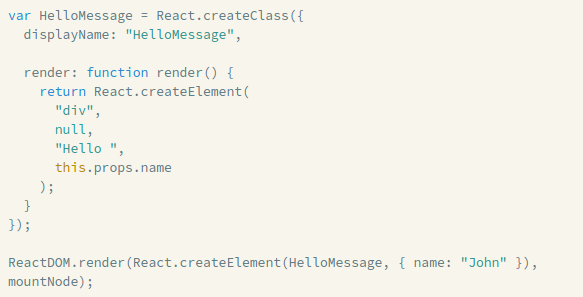 var HelloMessage = React.createClass({
  displayName: "HelloMessage",

  render: function render() {
    return React.createElement(
      "div",
      null,
      "Hello ",
      this.props.name
    );
  }
});

ReactDOM.render(React.createElement(HelloMessage, { name: "John" }),
mountNode);